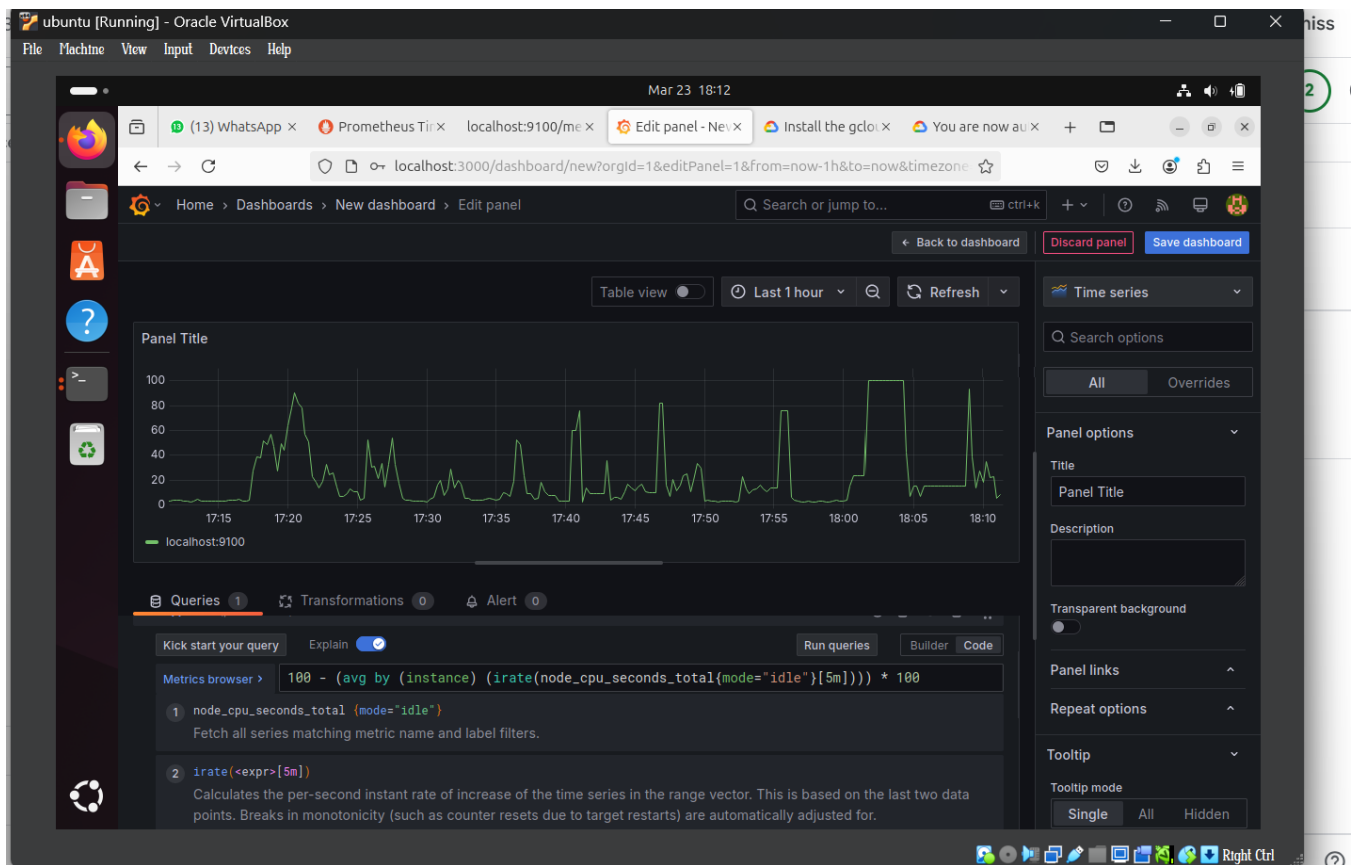 ubuntu [Running] - Oracle VirtualBox
niss
File Machine View Input Devices Help
Mar 23 18:12
2
(13) WhatsApp
Prometheus Tir
localhost:9100/me
Edit panel - Nev
Install the gclou
You are now au
localhost:3000/dashboard/new?orgId=1&editPanel=1&from=now-1h&to=now&timezone
Home › Dashboards › New dashboard › Edit panel
Search or jump to...
ctrl+k
Back to dashboard
Discard panel
Save dashboard
Table view
Last 1 hour
Refresh
Time series
Panel Title
Search options
All
Overrides
100
80
60
40
20
0
17:15 17:20 17:25 17:30 17:35 17:40 17:45 17:50 17:55 18:00 18:05 18:10
localhost:9100
Panel options
Title
Panel Title
Description
Transparent background
Panel links
Repeat options
Tooltip
Tooltip mode
Single All Hidden
Queries 1
Transformations 0
Alert 0
Kick start your query
Explain
Run queries
Builder Code
Metrics browser >
100 - (avg by (instance) (irate(node_cpu_seconds_total{mode="idle"}[5m]))) * 100
1 node_cpu_seconds_total {mode="idle"}
Fetch all series matching metric name and label filters.
2 irate(<expr>[5m])
Calculates the per-second instant rate of increase of the time series in the range vector. This is based on the last two data
points. Breaks in monotonicity (such as counter resets due to target restarts) are automatically adjusted for.
Right Ctrl